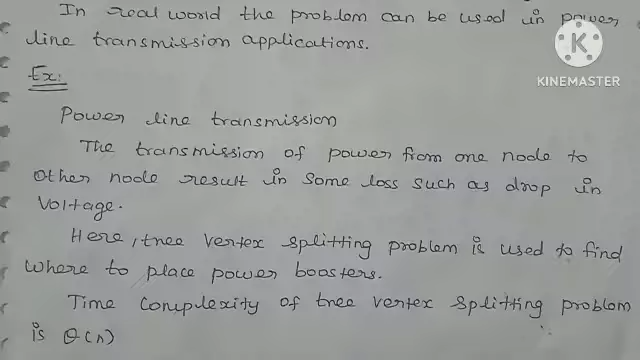 In real world the problem can be used in power
line transmission applications.
KINEMASTER
Ex:
Power line transmission
The transmission of power from one node to
other node result in some loss such as drop in
voltage.
Here, tree vertex splitting problem is used to find
where to place power boasters.
Time complexity of tree vertex splitting problem
is θ(n)